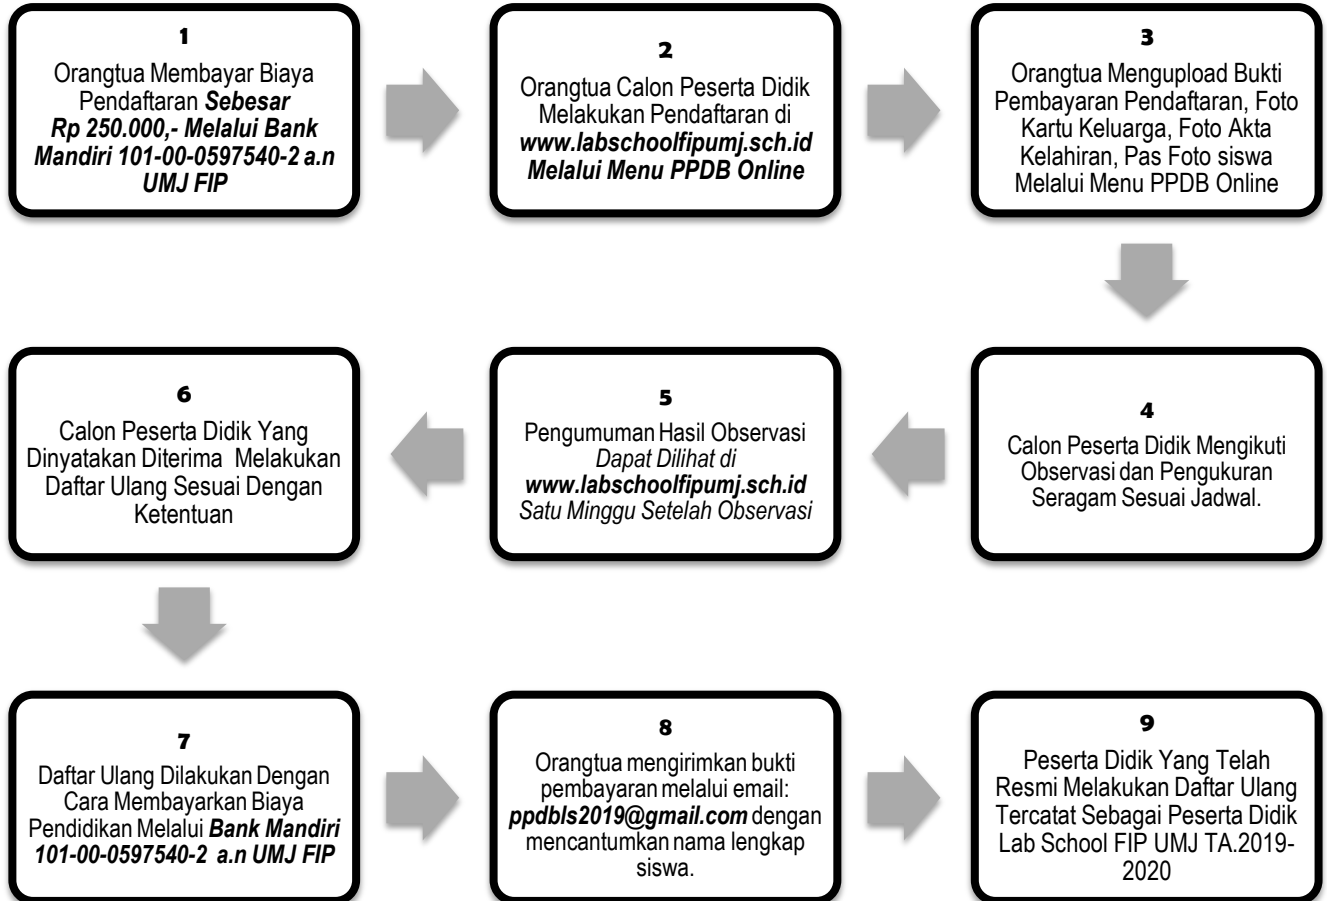 1
Orangtua Membayar Biaya
Pendaftaran Sebesar
Rp 250.000,- Melalui Bank
Mandiri 101-00-0597540-2 a.n
UMJ FIP
2
Orangtua Calon Peserta Didik
Melakukan Pendaftaran di
www.labschoolfipumj.sch.id
Melalui Menu PPDB Online
3
Orangtua Mengupload Bukti
Pembayaran Pendaftaran, Foto
Kartu Keluarga, Foto Akta
Kelahiran, Pas Foto siswa
Melalui Menu PPDB Online
4
Calon Peserta Didik Mengikuti
Observasi dan Pengukuran
Seragam Sesuai Jadwal.
5
Pengumuman Hasil Observasi
Dapat Dilihat di
www.labschoolfipumj.sch.id
Satu Minggu Setelah Observasi
6
Calon Peserta Didik Yang
Dinyatakan Diterima Melakukan
Daftar Ulang Sesuai Dengan
Ketentuan
7
Daftar Ulang Dilakukan Dengan
Cara Membayarkan Biaya
Pendidikan Melalui Bank Mandiri
101-00-0597540-2 a.n UMJ FIP
8
Orangtua mengirimkan bukti
pembayaran melalui email:
ppdbls2019@gmail.com dengan
mencantumkan nama lengkap
siswa.
9
Peserta Didik Yang Telah
Resmi Melakukan Daftar Ulang
Tercatat Sebagai Peserta Didik
Lab School FIP UMJ TA.2019-
2020